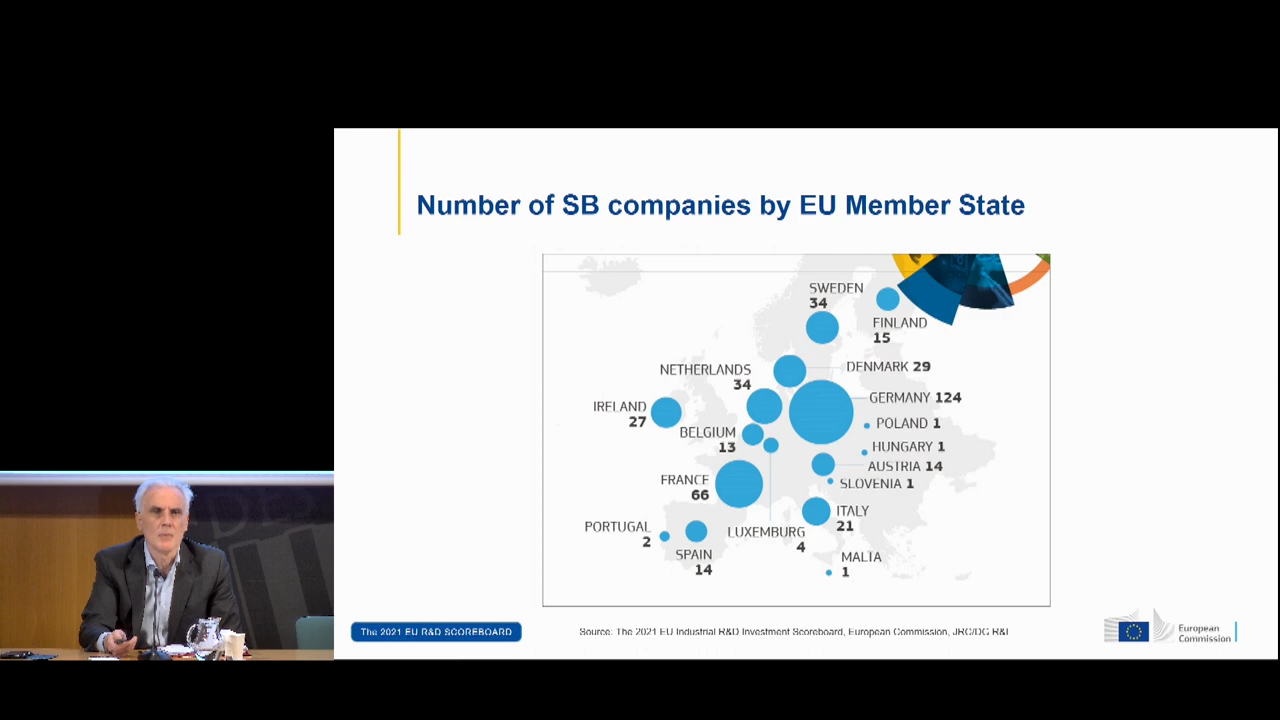 Number of SB companies by EU Member State
SWEDEN
34
FINLAND
15
NETHERLANDS
34
DENMARK 29
IRELAND
27
GERMANY 124
BELGIUM
13
POLAND 1
HUNGARY 1
AUSTRIA 14
FRANCE
66
SLOVENIA 1
ITALY
21
PORTUGAL
2
SPAIN
14
LUXEMBURG
4
MALTA
1
The 2021 EU R&D SCOREBOARD
Source: The 2021 EU Industrial R&D Investment Scoreboard, European Commission, JRC/DG R&I
European
Commission